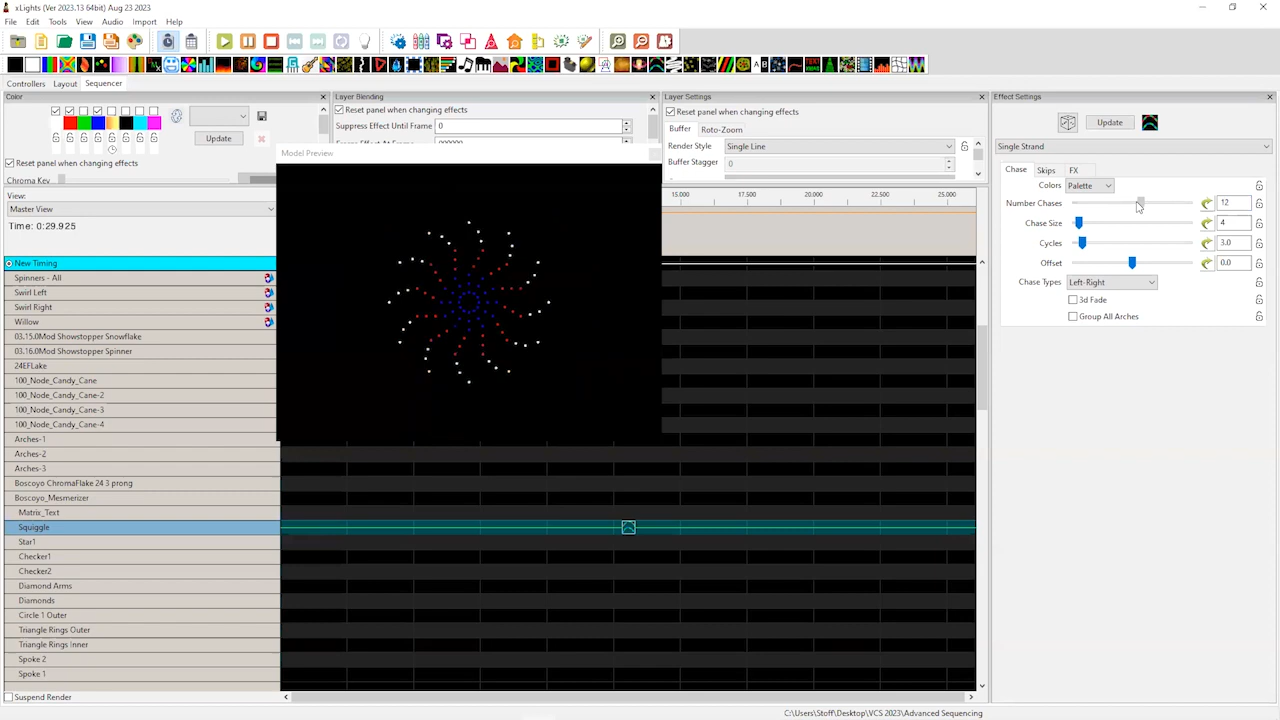 xLights (Ver 2023.13 64bit) Aug 23 2023
File Edit Tools View Audio Import Help
Controllers Layout Sequencer
Color
Update
Reset panel when changing effects
Chroma Key
View:
Master View
Time: 0:29.925
Layer Blending
Reset panel when changing effects
Suppress Effect Until Frame 0
Model Preview
Layer Settings
Reset panel when changing effects
Buffer Roto-Zoom
Render Style Single Line
Buffer Stagger 0
15.000 17.500 20.000 22.500 25.000
Effect Settings
Update
Single Strand
Chase Skips FX
Colors Palette
Number Chases 12
Chase Size 4
Cycles 3.0
Offset 0.0
Chase Types Left-Right
3d Fade
Group All Arches
New Timing
Spinners - All
Swirl Left
Swirl Right
Willow
03.15.0Mod Showstopper Snowflake
03.16.0Mod Showstopper Spinner
24EFLake
100_Node_Candy_Cane
100_Node_Candy_Cane-2
100_Node_Candy_Cane-3
100_Node_Candy_Cane-4
Arches-1
Arches-2
Arches-3
Boscoyo ChromaFlake 24 3 prong
Boscoyo_Mesmerizer
Matrix_Text
Squiggle
Star1
Checker1
Checker2
Diamond Arms
Diamonds
Circle 1 Outer
Triangle Rings Outer
Triangle Rings Inner
Spoke 2
Spoke 1
Suspend Render
C:\Users\Stoff\Desktop\VCS 2023\Advanced Sequencing